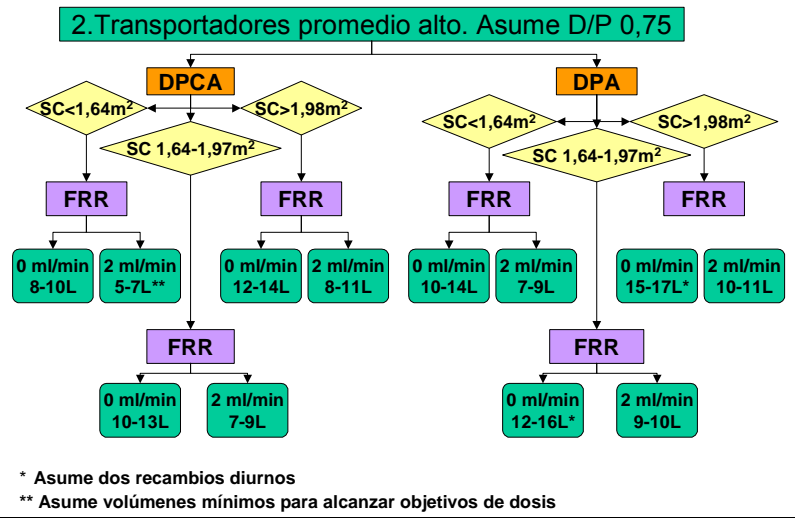 2.Transportadores promedio alto. Asume D/P 0,75
DPCA
SC<1,64m²
SC>1,98m²
SC 1,64-1,97m²
FRR
FRR
0 ml/min
8-10L
2 ml/min
5-7L**
0 ml/min
12-14L
2 ml/min
8-11L
FRR
0 ml/min
10-13L
2 ml/min
7-9L
DPA
SC<1,64m²
SC>1,98m²
SC 1,64-1,97m²
FRR
FRR
0 ml/min
10-14L
2 ml/min
7-9L
0 ml/min
15-17L*
2 ml/min
10-11L
FRR
0 ml/min
12-16L*
2 ml/min
9-10L
* Asume dos recambios diurnos
** Asume volúmenes mínimos para alcanzar objetivos de dosis